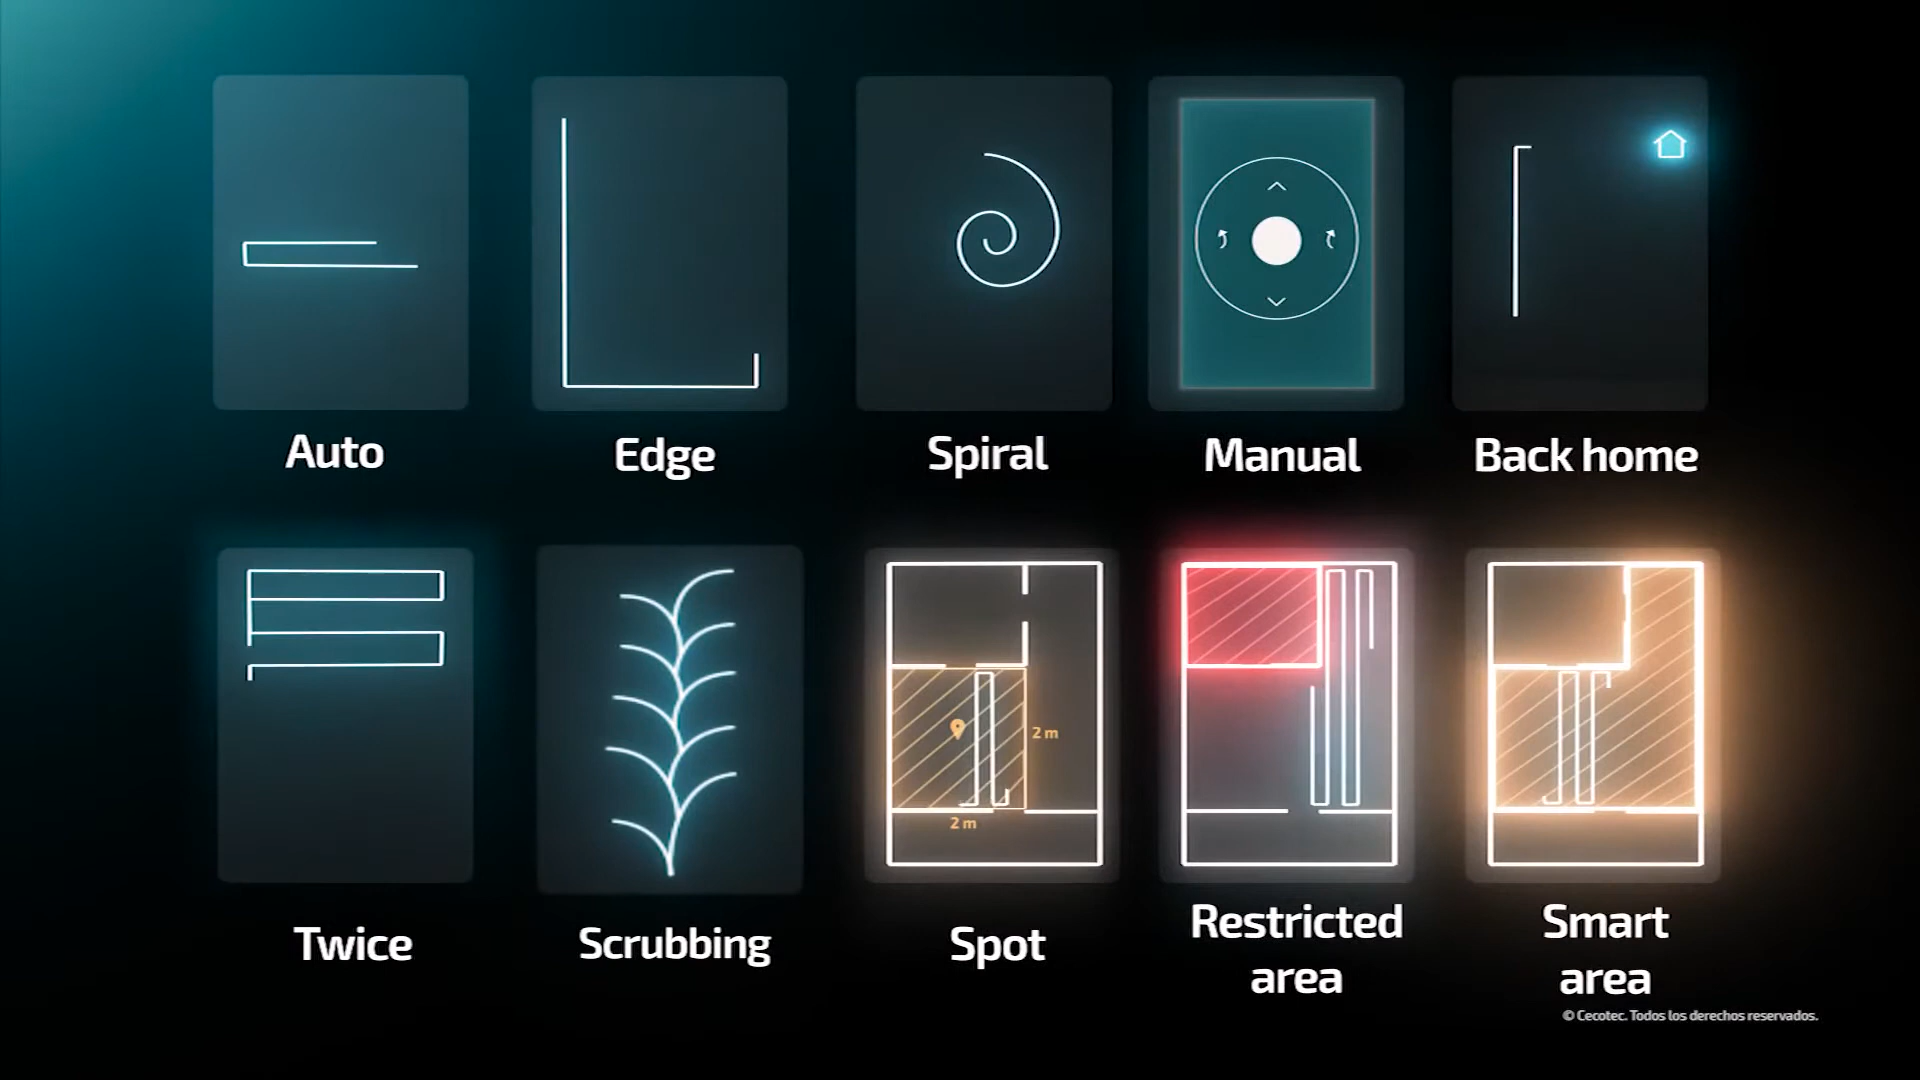 Auto
Edge
Spiral
Manual
Back home
Twice
Scrubbing
2 m
2 m
Spot
Restricted
area
Smart
area
© Cecotec. Todos los derechos reservados.